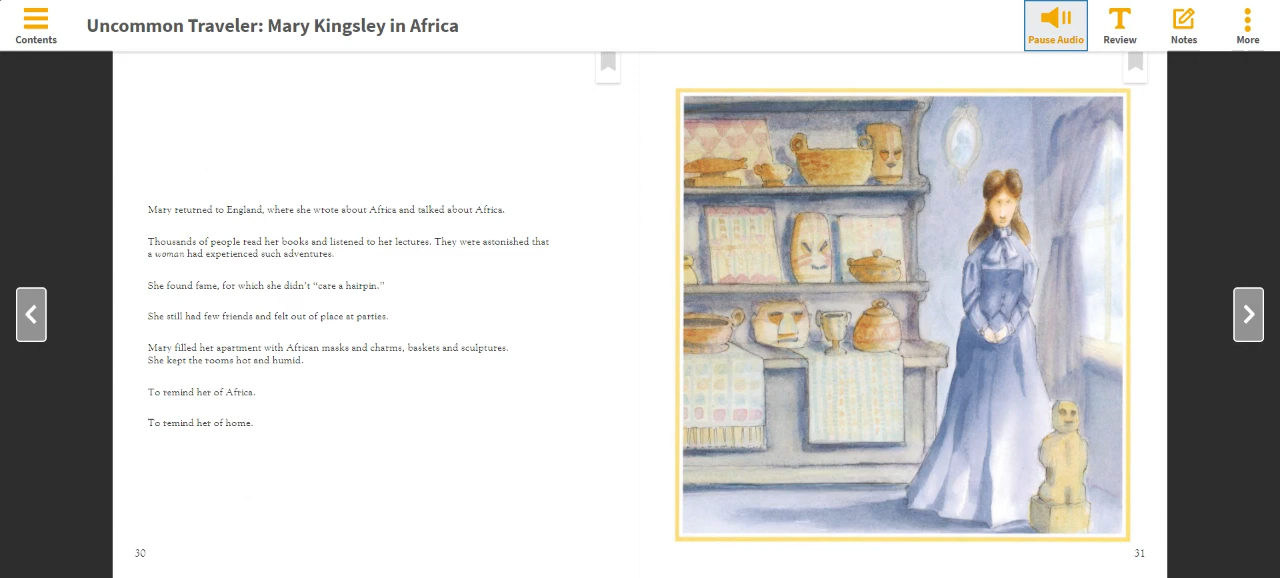 Contents
Uncommon Traveler: Mary Kingsley in Africa
Pause Audio
Review
Notes
More
Mary returned to England, where she wrote about Africa and talked about Africa.
Thousands of people read her books and listened to her lectures. They were astonished that
a woman had experienced such adventures.
She found fame, for which she didn't "care a hairpin."
She still had few friends and felt out of place at parties.
Mary filled her apartment with African masks and charms, baskets and sculptures.
She kept the rooms hot and humid.
To remind her of Africa.
To remind her of home.
30
31